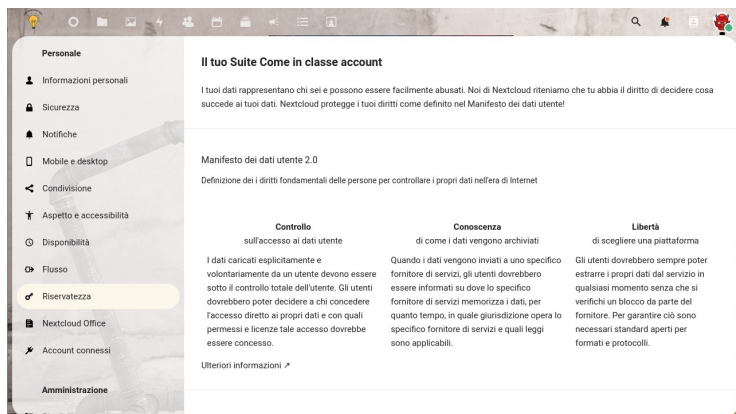 Personale
Informazioni personali
Sicurezza
Notifiche
Mobile e desktop
Condivisione
Aspetto e accessibilità
Disponibilità
Flusso
Riservatezza
Nextcloud Office
Account connessi
Amministrazione
Il tuo Suite Come in classe account
I tuoi dati rappresentano chi sei e possono essere facilmente abusati. Noi di Nextcloud riteniamo che tu abbia il diritto di decidere cosa
succede ai tuoi dati. Nextcloud protegge i tuoi diritti come definito nel Manifesto dei dati utente!
Manifesto dei dati utente 2.0
Definizione dei i diritti fondamentali delle persone per controllare i propri dati nell'era di Internet
Controllo
sull'accesso ai dati utente
I dati caricati esplicitamente e
volontariamente da un utente devono essere
sotto il controllo totale dell'utente. Gli utenti
dovrebbero poter decidere a chi concedere
l'accesso diretto ai propri dati e con quali
permessi e licenze tale accesso dovrebbe
essere concesso.
Conoscenza
di come i dati vengono archiviati
Quando i dati vengono inviati a uno specifico
fornitore di servizi, gli utenti dovrebbero
essere informati su dove lo specifico
fornitore di servizi memorizza i dati, per
quanto tempo, in quale giurisdizione opera lo
specifico fornitore di servizi e quali leggi
sono applicabili.
Libertà
di scegliere una piattaforma
Gli utenti dovrebbero sempre poter
estrarre i propri dati dal servizio in
qualsiasi momento senza che si
verifichi un blocco da parte del
fornitore. Per garantire ciò sono
necessari standard aperti per
formati e protocolli.
Ulteriori informazioni ↗